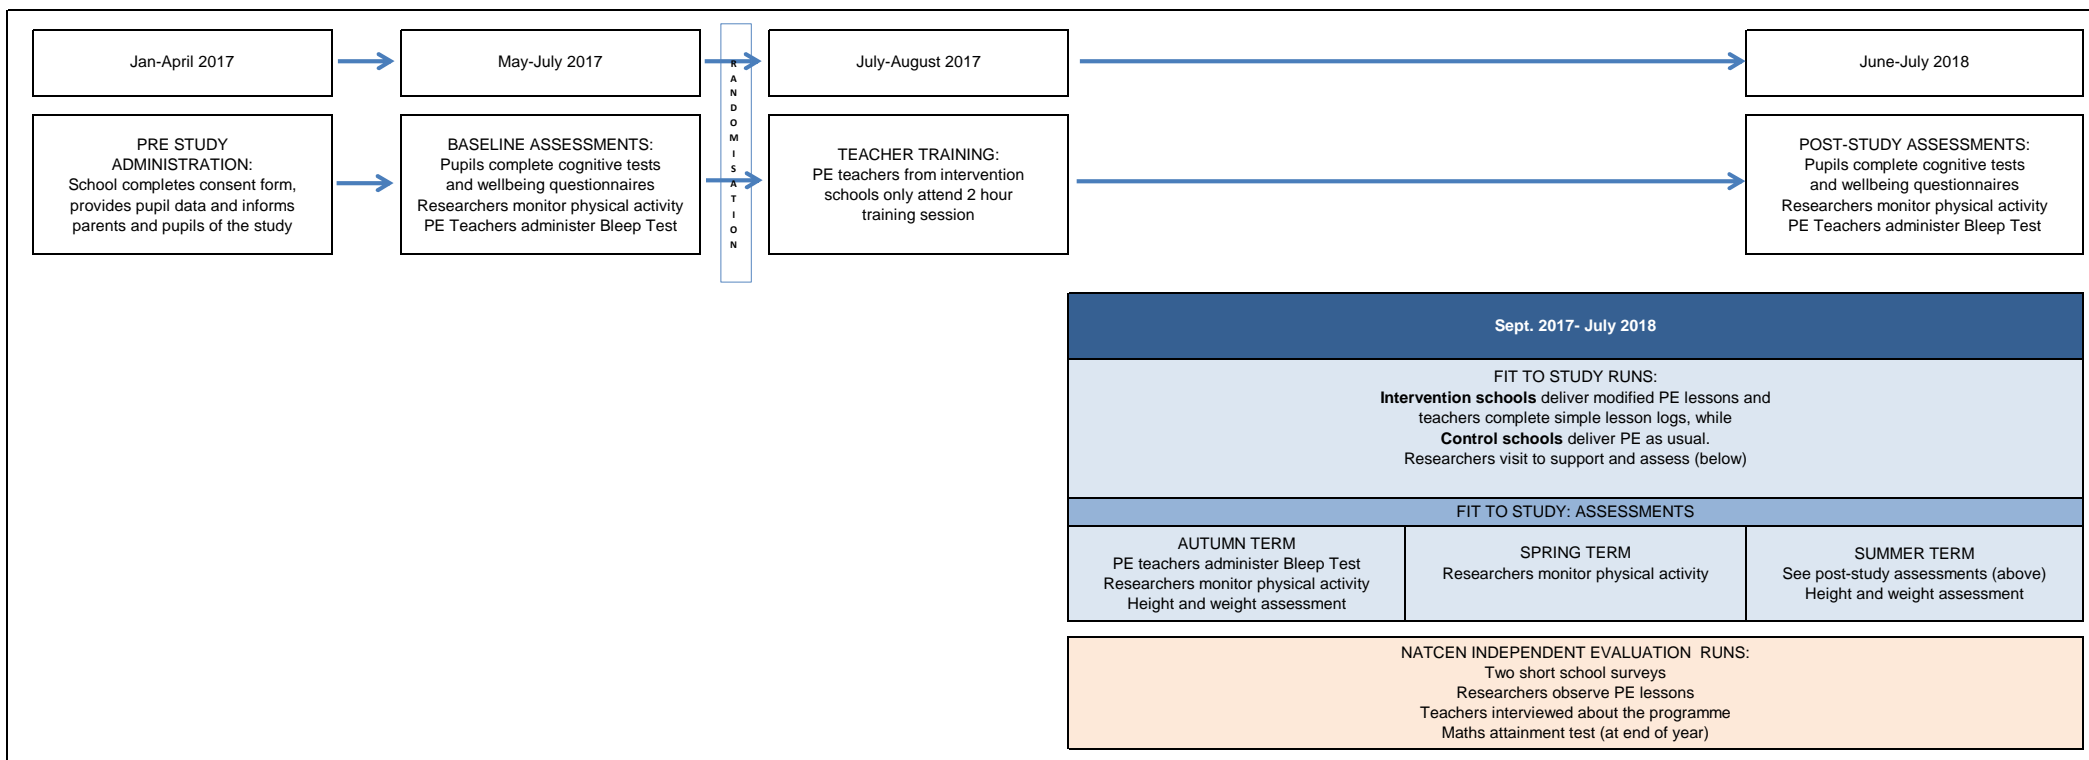 Jan-April 2017
May-July 2017
RANDOMISATION
July-August 2017
June-July 2018
PRE STUDY
ADMINISTRATION:
School completes consent form,
provides pupil data and informs
parents and pupils of the study
BASELINE ASSESSMENTS:
Pupils complete cognitive tests
and wellbeing questionnaires
Researchers monitor physical activity
PE Teachers administer Bleep Test
TEACHER TRAINING:
PE teachers from intervention
schools only attend 2 hour
training session
POST-STUDY ASSESSMENTS:
Pupils complete cognitive tests
and wellbeing questionnaires
Researchers monitor physical activity
PE Teachers administer Bleep Test
Sept. 2017- July 2018
FIT TO STUDY RUNS:
Intervention schools deliver modified PE lessons and
teachers complete simple lesson logs, while
Control schools deliver PE as usual.
Researchers visit to support and assess (below)
FIT TO STUDY: ASSESSMENTS
AUTUMN TERM
PE teachers administer Bleep Test
Researchers monitor physical activity
Height and weight assessment
SPRING TERM
Researchers monitor physical activity
SUMMER TERM
See post-study assessments (above)
Height and weight assessment
NATCEN INDEPENDENT EVALUATION  RUNS:
Two short school surveys
Researchers observe PE lessons
Teachers interviewed about the programme
Maths attainment test (at end of year)